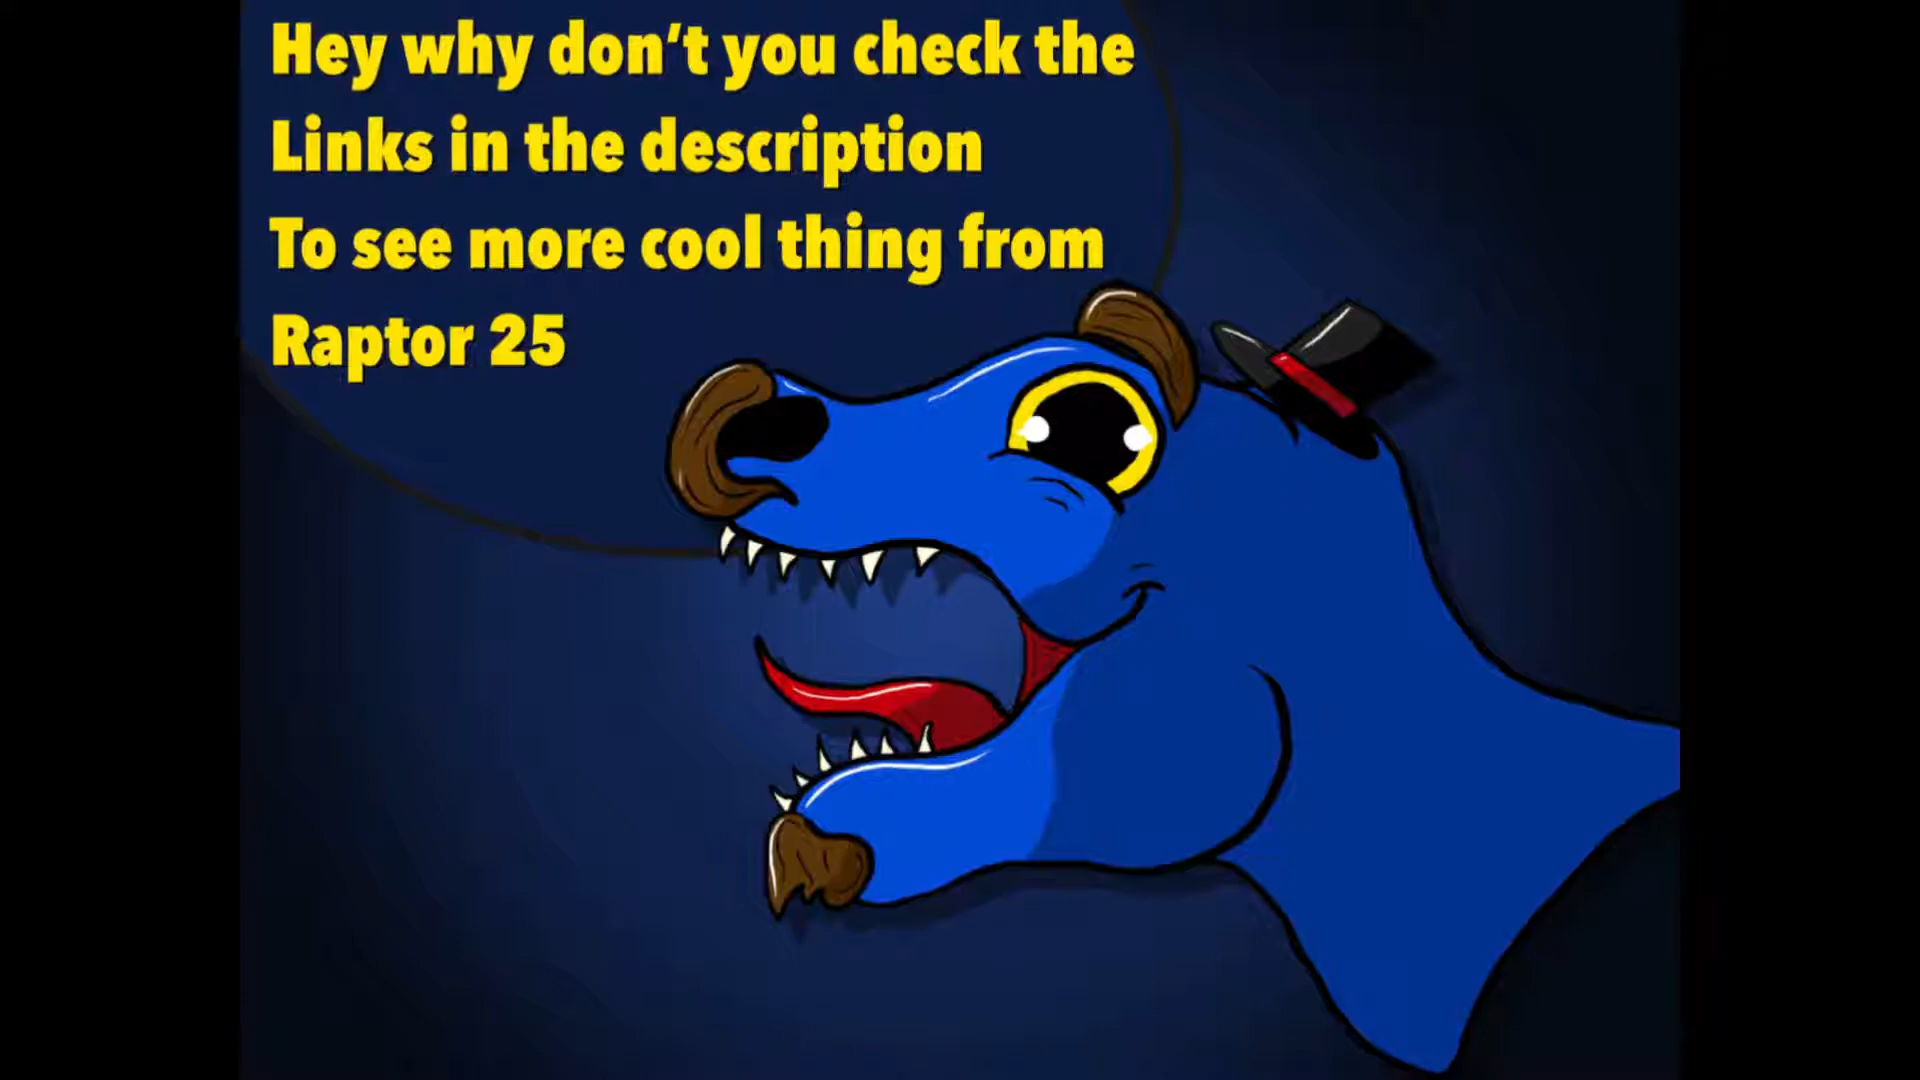 Hey why don't you check the
Links in the description
To see more cool thing from
Raptor 25